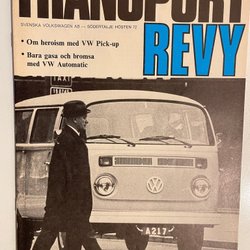 TRANSPORT
REVY
SVENSKA VOLKSWAGEN AB — SÖDERTÄLJE HÖSTEN 72
• Om heroism med VW Pick-up
• Bara gasa och bromsa
med VW Automatic
TAXI
A217